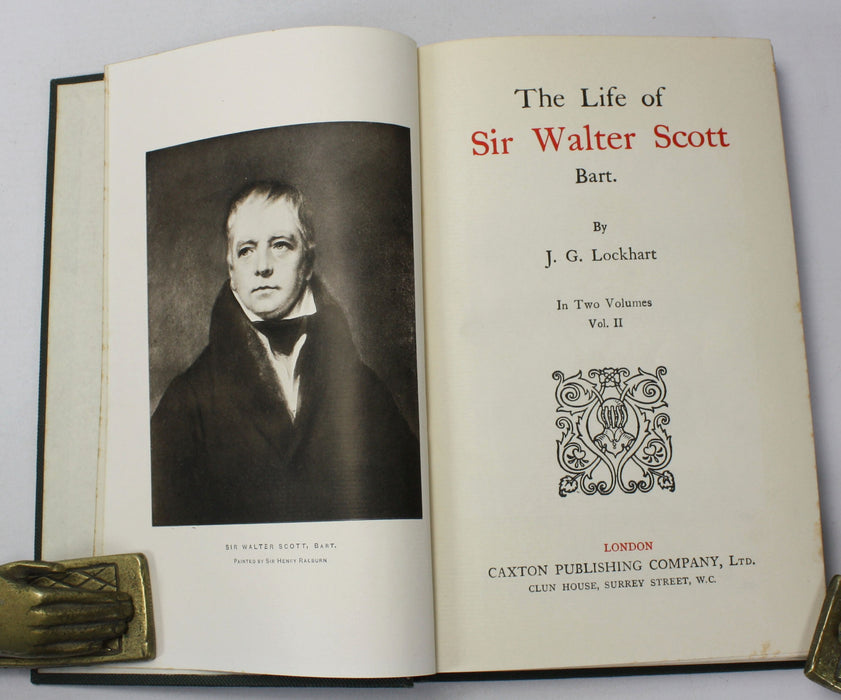 SIR WALTER SCOTT, BART.
PAINTED BY SIR HENRY RAEBURN
The Life of
Sir Walter Scott
Bart.
By
J. G. Lockhart
In Two Volumes
Vol. II
LONDON
CAXTON PUBLISHING COMPANY, LTD.
CLUN HOUSE, SURREY STREET, W.C.